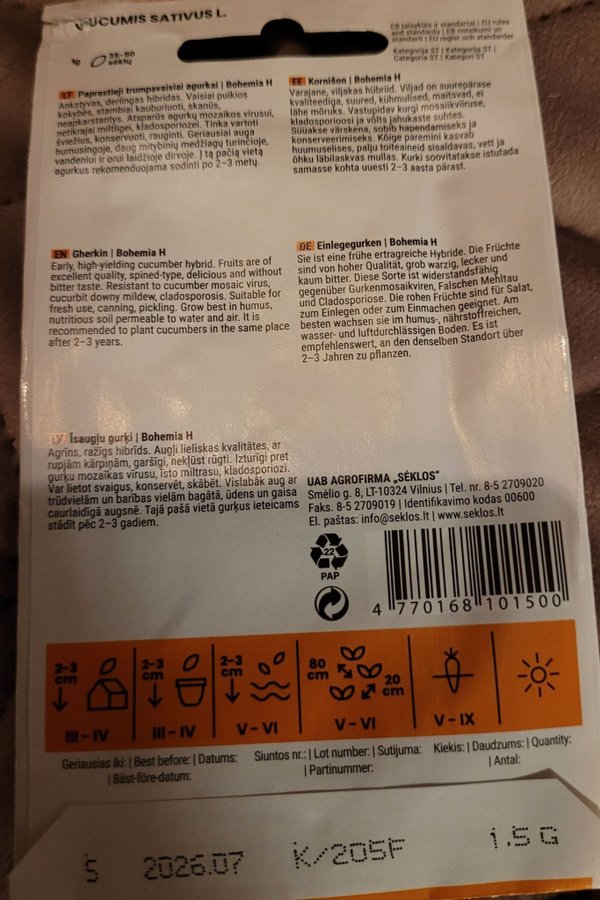 CUCUMIS SATIVUS L.
EB taisyklės ir standartai | EU rules
and standards | EB noteikumi un
standarti | EU regler och standarder
Kategorija ST | Kategorija ST |
Category ST | Kategori ST
1g 35-50
sėklų
LT Paprastieji trumpavaisiai agurkai | Bohemia H
Ankstyvas, derlingas hibridas. Vaisiai puikios
kokybės, stambiai kauburiuoti, skanūs,
neapkarstantys. Atsparūs agurkų mozaikos virusui,
netikrajai miltligei, kladosporiozei. Tinka vartoti
šviežius, konservuoti, rauginti. Geriausiai auga
humusingoje, daug mitybinių medžiagų turinčioje,
vandeniui ir orui laidžioje dirvoje. Į tą pačią vietą
agurkus rekomenduojama sodinti po 2–3 metų.
EE Kornišon | Bohemia H
Varajane, viljakas hübriid. Viljad on suurepärase
kvaliteediga, suured, kühmulised, maitsvad, ei
lähe mõruks. Vastupidav kurgi mosaiikviiruse,
kladosporioosi ja võlts jahukaste suhtes.
Süüakse värskena, sobib hapendamiseks ja
konserveerimiseks. Kõige paremini kasvab
huumuselises, palju toiteaineid sisaldavas, vett ja
õhku läbilaskvas mullas. Kurki soovitatakse istutada
samasse kohta uuesti 2–3 aasta pärast.
EN Gherkin | Bohemia H
Early, high-yielding cucumber hybrid. Fruits are of
excellent quality, spined-type, delicious and without
bitter taste. Resistant to cucumber mosaic virus,
cucurbit downy mildew, cladosporosis. Suitable for
fresh use, canning, pickling. Grow best in humus,
nutritious soil permeable to water and air. It is
recommended to plant cucumbers in the same place
after 2–3 years.
DE Einlegegurken | Bohemia H
Sie ist eine frühe ertragreiche Hybride. Die Früchte
sind von hoher Qualität, grob warzig, lecker und
kaum bitter. Diese Sorte ist widerstandsfähig
gegenüber Gurkenmosaikviren, Falschen Mehltau
und Cladosporiose. Die rohen Früchte sind für Salat,
zum Einlegen oder zum Einmachen geeignet. Am
besten wachsen sie im humus-, nährstoffreichen,
wasser- und luftdurchlässigen Boden. Es ist
empfehlenswert, an den denselben Standort über
2–3 Jahren zu pflanzen.
LV Īsaugļu gurķi | Bohemia H
Agrīns, ražīgs hibrīds. Augļi lieliskas kvalitātes, ar
rupjām kārpiņām, garšīgi, nekļūst rūgti. Izturīgi pret
gurķu mozaīkas vīrusu, īsto miltrasu, kladosporiozi.
Var lietot svaigus, konservēt, skābēt. Vislabāk aug ar
trūdvielām un barības vielām bagātā, ūdens un gaisa
caurlaidīgā augsnē. Tajā pašā vietā gurķus ieteicams
stādīt pēc 2–3 gadiem.
UAB AGROFIRMA „SĖKLOS"
Smėlio g. 8, LT-10324 Vilnius | Tel. nr. 8-5 2709020
Faks. 8-5 2709019 | Identifikavimo kodas 00600
El. paštas: info@seklos.lt | www.seklos.lt
22
PAP
4 770168 101500
2–3
cm
III – IV
2–3
cm
III – IV
2–3
cm
V – VI
80
cm
20
cm
V – VI
V – IX
Geriausias iki: | Best before: | Datums:
| Bäst-före-datum:
Siuntos nr.: | Lot number: | Sutijuma:
| Partinummer:
Kiekis: | Daudzums: | Quantity:
| Antal:
S 2026.07 K/205F 1.5 G